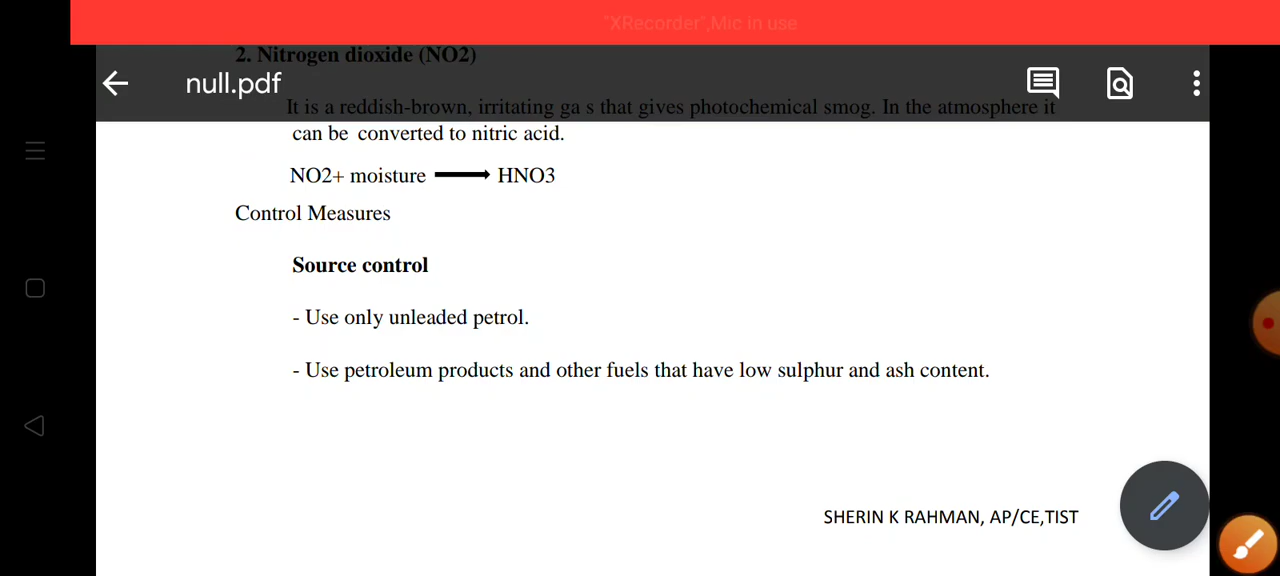 "XRecorder",Mic in use
2. Nitrogen dioxide (NO2)
null.pdf
It is a reddish-brown, irritating ga s that gives photochemical smog. In the atmosphere it
can be converted to nitric acid.
NO2+ moisture ⟶ HNO3
Control Measures
Source control
- Use only unleaded petrol.
- Use petroleum products and other fuels that have low sulphur and ash content.
SHERIN K RAHMAN, AP/CE,TIST